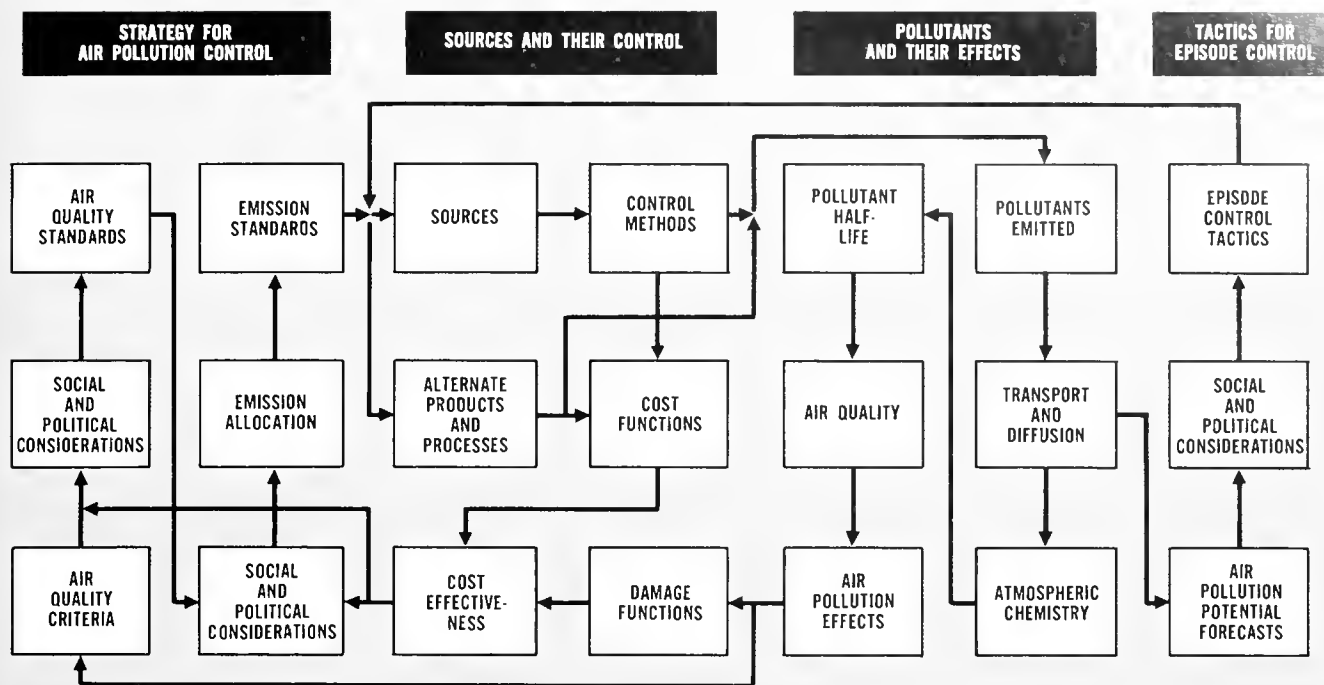 STRATEGY FOR
AIR POLLUTION CONTROL
SOURCES AND THEIR CONTROL
POLLUTANTS
AND THEIR EFFECTS
TACTICS FOR
EPISODE CONTROL
AIR
QUALITY
STANDARDS
EMISSION
STANDAROS
SOURCES
CONTROL
METHODS
POLLUTANT
HALF-
LIFE
POLLUTANTS
EMITTED
EPISODE
CONTROL
TACTICS
SOCIAL
AND
POLITICAL
CONSIOERATIONS
EMISSION
ALLOCATION
ALTERNATE
PRODUCTS
AND
PROCESSES
COST
FUNCTIONS
AIR QUALITY
TRANSPORT
AND
DIFFUSION
SOCIAL
AND
POLITICAL
CONSIDERATIONS
AIR
QUALITY
CRITERIA
SOCIAL
AND
POLITICAL
CONSIDERATIONS
COST
EFFECTIVE-
NESS
DAMAGE
FUNCTIONS
AIR
POLLUTION
EFFECTS
ATMOSPHERIC
CHEMISTRY
AIR
POLLUTION
POTENTIAL
FORECASTS